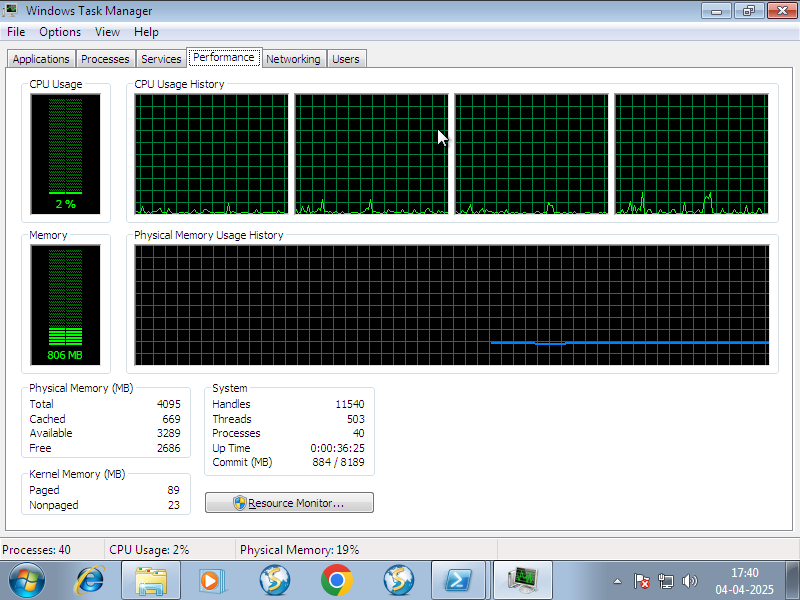 Windows Task Manager
File Options View Help
Applications Processes Services Performance Networking Users
CPU Usage CPU Usage History
2 %
Memory Physical Memory Usage History
806 MB
Physical Memory (MB)
Total 4095
Cached 669
Available 3289
Free 2686
System
Handles 11540
Threads 503
Processes 40
Up Time 0:00:36:25
Commit (MB) 884 / 8189
Kernel Memory (MB)
Paged 89
Nonpaged 23
Resource Monitor...
Processes: 40 CPU Usage: 2% Physical Memory: 19%
17:40
04-04-2025